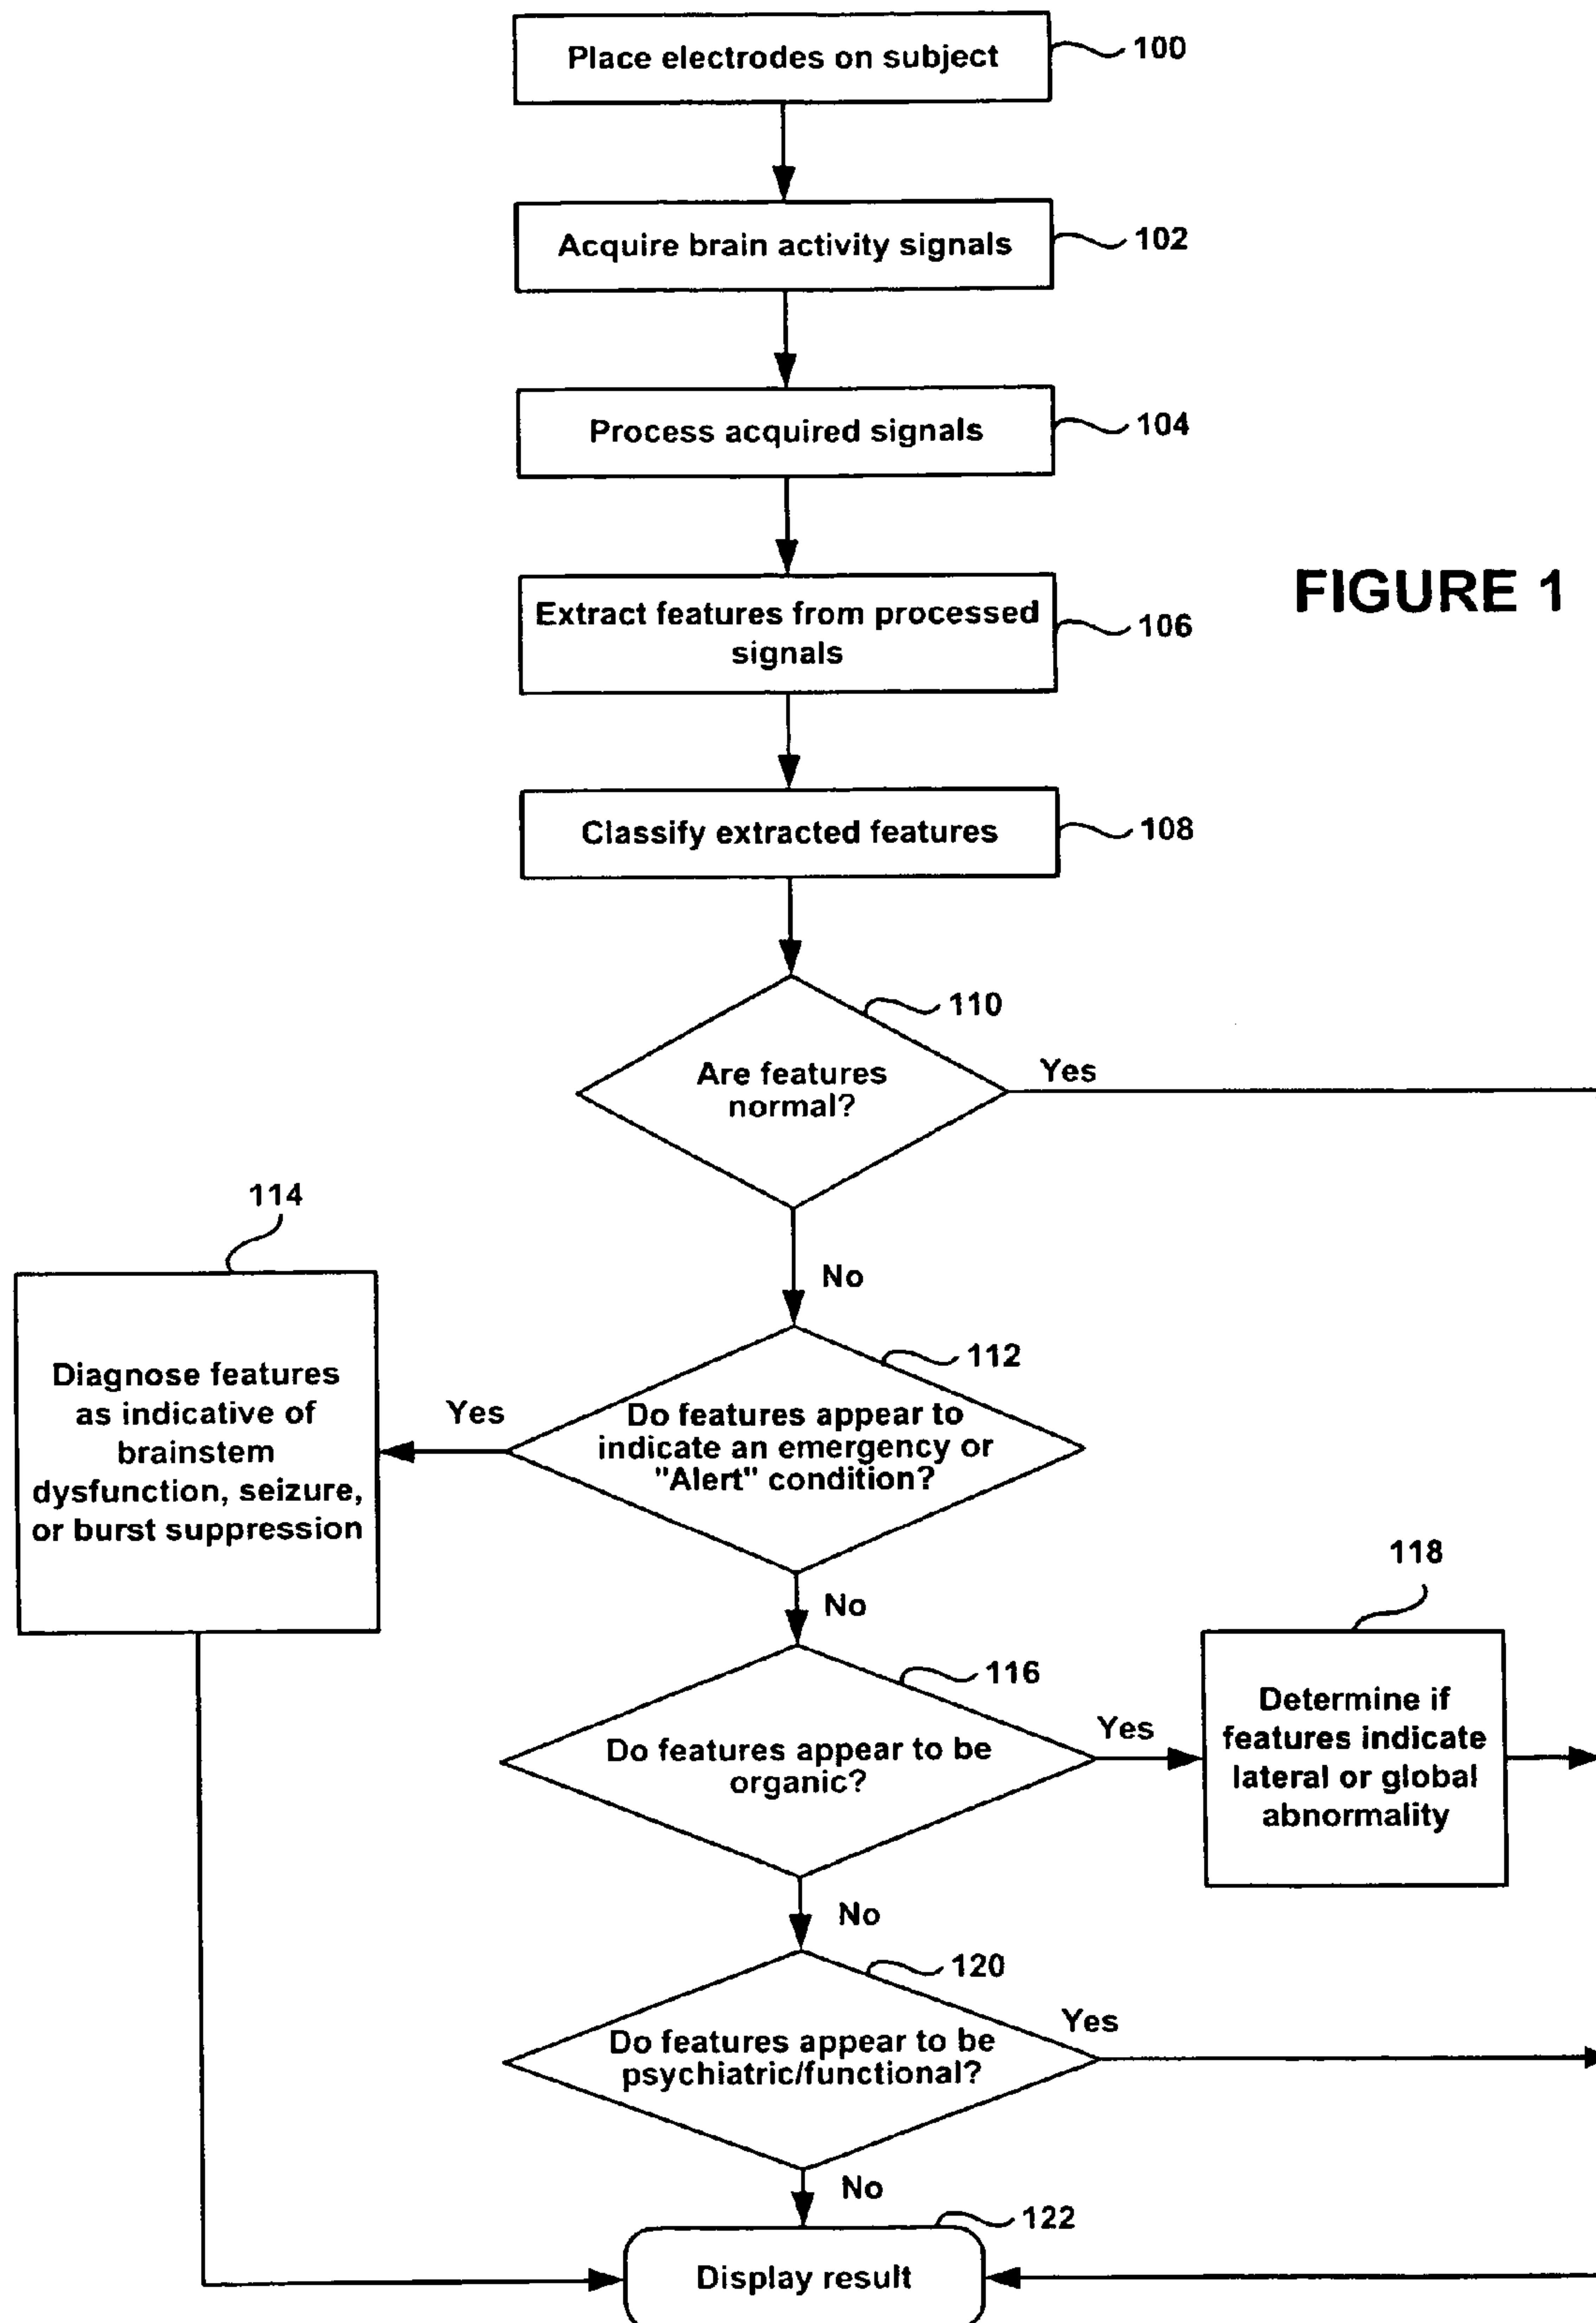 Place electrodes on subject
100
Acquire brain activity signals
102
Process acquired signals
104
FIGURE 1
Extract features from processed
signals
106
Classify extracted features
108
110
Are features
normal?
Yes
No
114
Diagnose features
as indicative of
brainstem
dysfunction, seizure,
or burst suppression
Yes
112
Do features appear to
indicate an emergency or
"Alert" condition?
No
116
Do features appear to be
organic?
Yes
118
Determine if
features indicate
lateral or global
abnormality
No
120
Do features appear to be
psychiatric/functional?
Yes
No
122
Display result